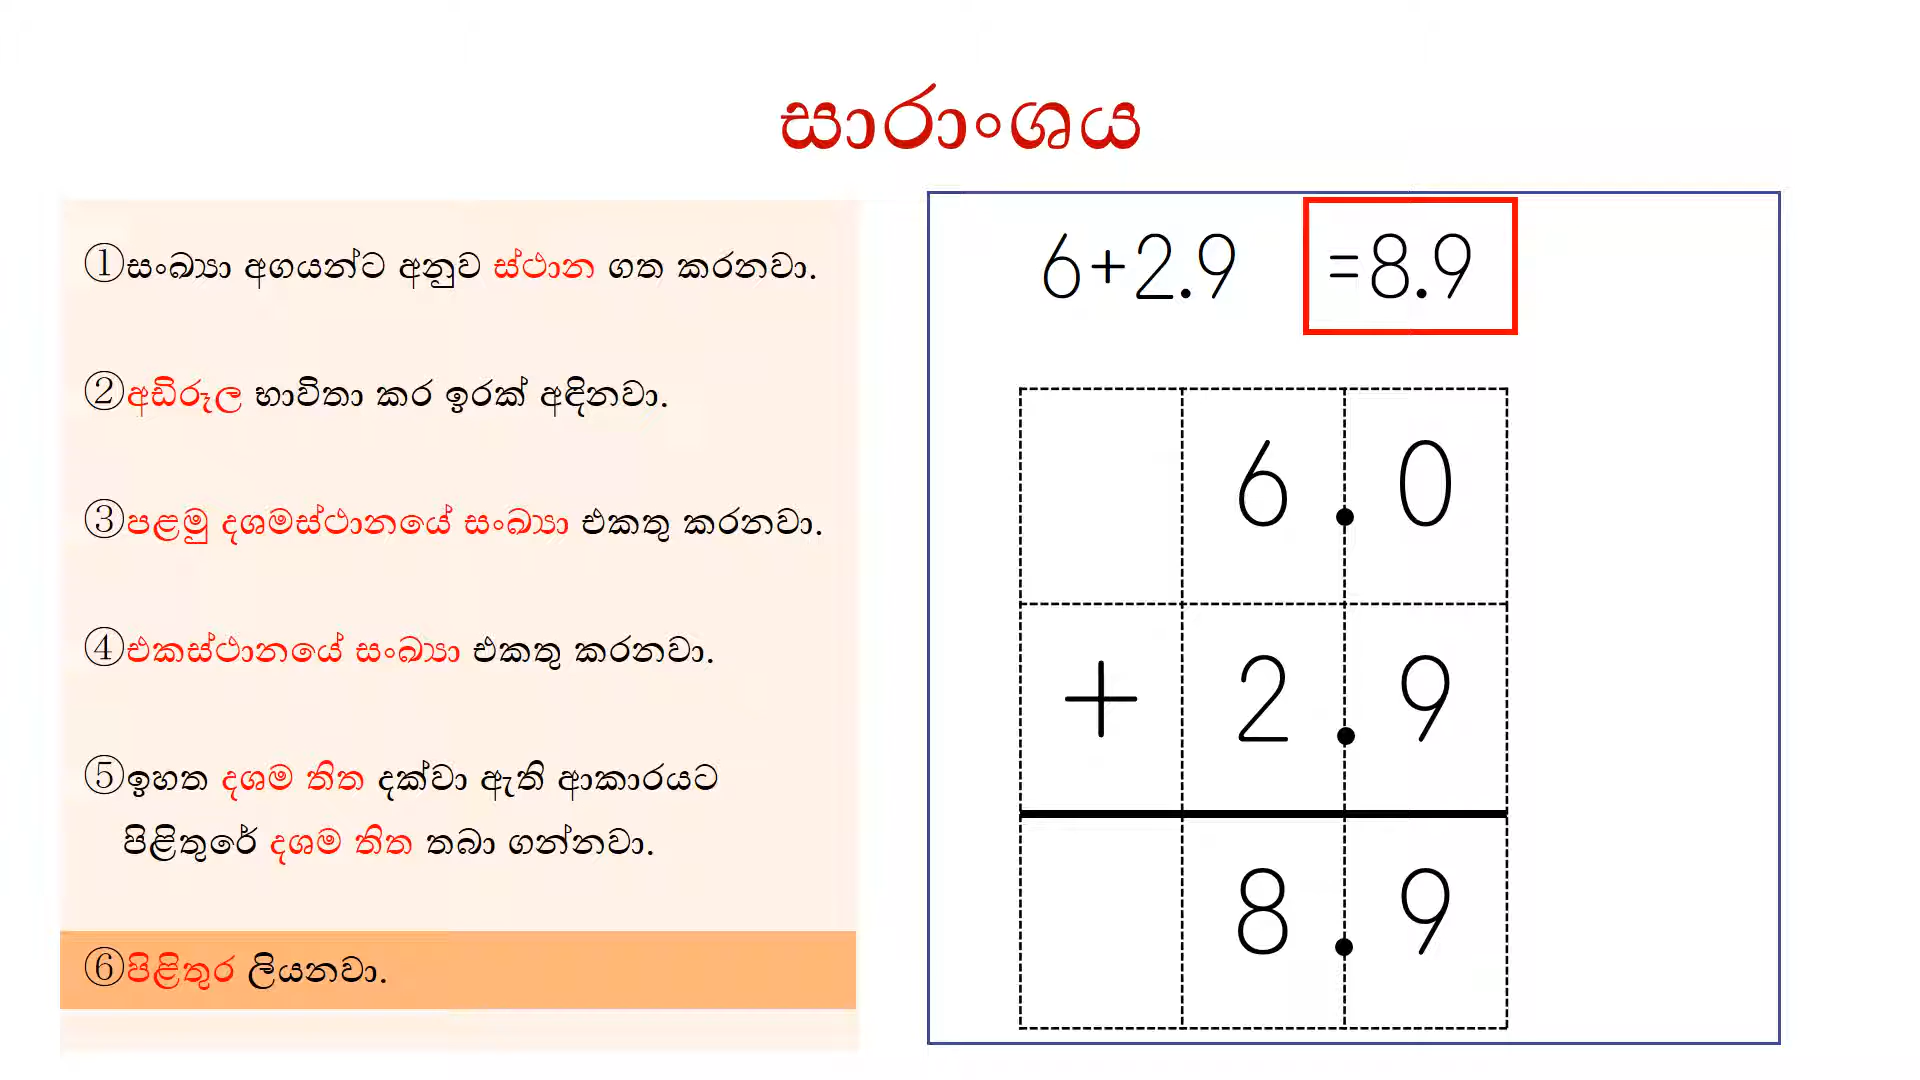 සාරාංශය
①සංඛ්‍යා අගයන්ට අනුව ස්ථාන ගත කරනවා.
②අඩිරූල භාවිතා කර ඉරක් අඳිනවා.
③පළමු දශමස්ථානයේ සංඛ්‍යා එකතු කරනවා.
④එකස්ථානයේ සංඛ්‍යා එකතු කරනවා.
⑤ඉහත දශම තිත දක්වා ඇති ආකාරයට
පිළිතුරේ දශම තිත තබා ගන්නවා.
⑥පිළිතුර ලියනවා.
6+2.9 =8.9
6.0
+ 2.9
8.9